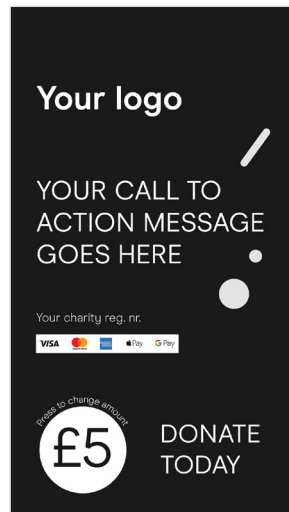 Your logo
YOUR CALL TO
ACTION MESSAGE
GOES HERE
Your charity reg. nr.
VISA mastercard Pay G Pay
Press to change amount
£5
DONATE
TODAY